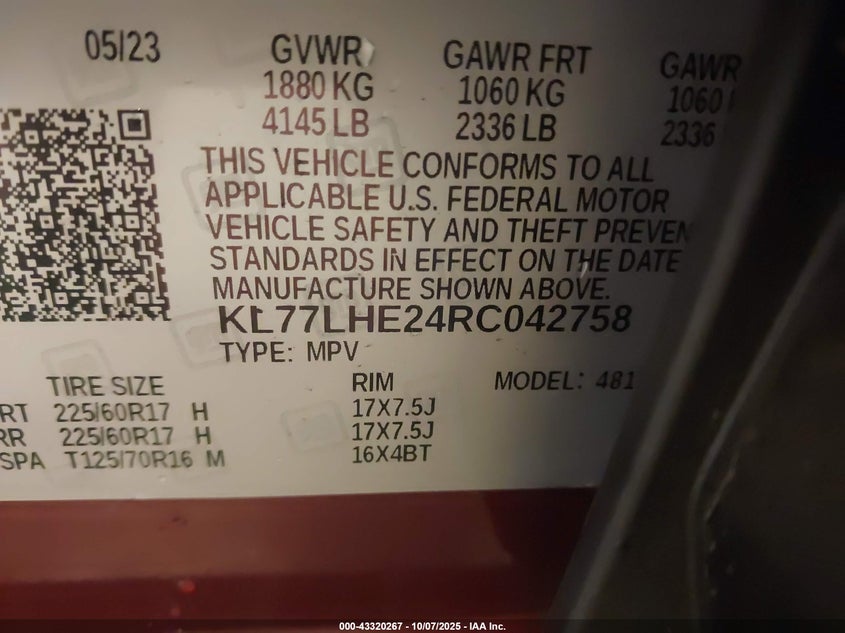 05/23 GVWR GAWR FRT GAWR
1880 KG 1060 KG 1060
4145 LB 2336 LB 2336
THIS VEHICLE CONFORMS TO ALL
APPLICABLE U.S. FEDERAL MOTOR
VEHICLE SAFETY AND THEFT PREVEN
STANDARDS IN EFFECT ON THE DATE
MANUFACTURE SHOWN ABOVE.
KL77LHE24RC042758
TYPE: MPV
TIRE SIZE RIM MODEL: 481
RT 225/60R17 H 17X7.5J
RR 225/60R17 H 17X7.5J
SPA T125/70R16 M 16X4BT
000-43320267 - 10/07/2025 - IAA Inc.